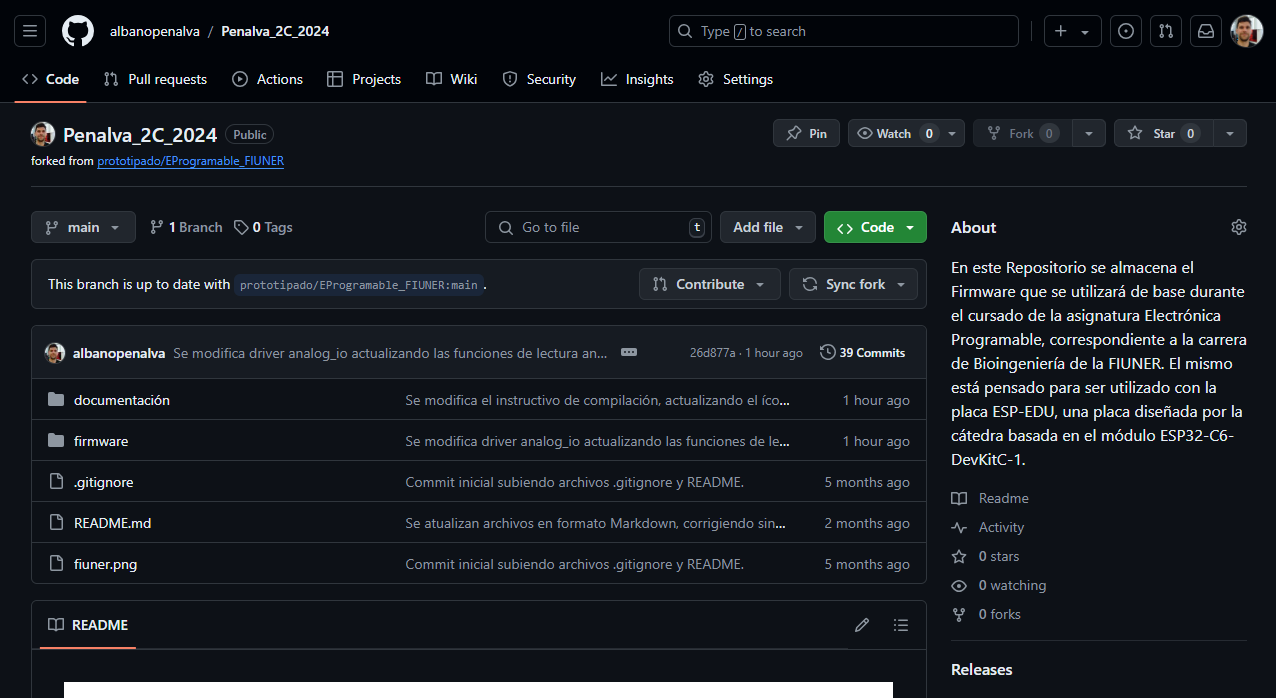 albanopenalva / Penalva_2C_2024
Type / to search
Code Pull requests Actions Projects Wiki Security Insights Settings
Penalva_2C_2024 Public
Pin Watch 0 Fork 0 Star 0
forked from prototipado/EProgramable_FIUNER
main 1 Branch 0 Tags
Go to file t Add file Code
This branch is up to date with prototipado/EProgramable_FIUNER:main .
Contribute Sync fork
albanopenalva Se modifica driver analog_io actualizando las funciones de lectura an... 26d877a · 1 hour ago 39 Commits
documentación Se modifica el instructivo de compilación, actualizando el íco... 1 hour ago
firmware Se modifica driver analog_io actualizando las funciones de le... 1 hour ago
.gitignore Commit inicial subiendo archivos .gitignore y README. 5 months ago
README.md Se atualizan archivos en formato Markdown, corrigiendo sin... 2 months ago
fiuner.png Commit inicial subiendo archivos .gitignore y README. 5 months ago
README
About
En este Repositorio se almacena el
Firmware que se utilizará de base durante
el cursado de la asignatura Electrónica
Programable, correspondiente a la carrera
de Bioingeniería de la FIUNER. El mismo
está pensado para ser utilizado con la
placa ESP-EDU, una placa diseñada por la
cátedra basada en el módulo ESP32-C6-
DevKitC-1.
Readme
Activity
0 stars
0 watching
0 forks
Releases